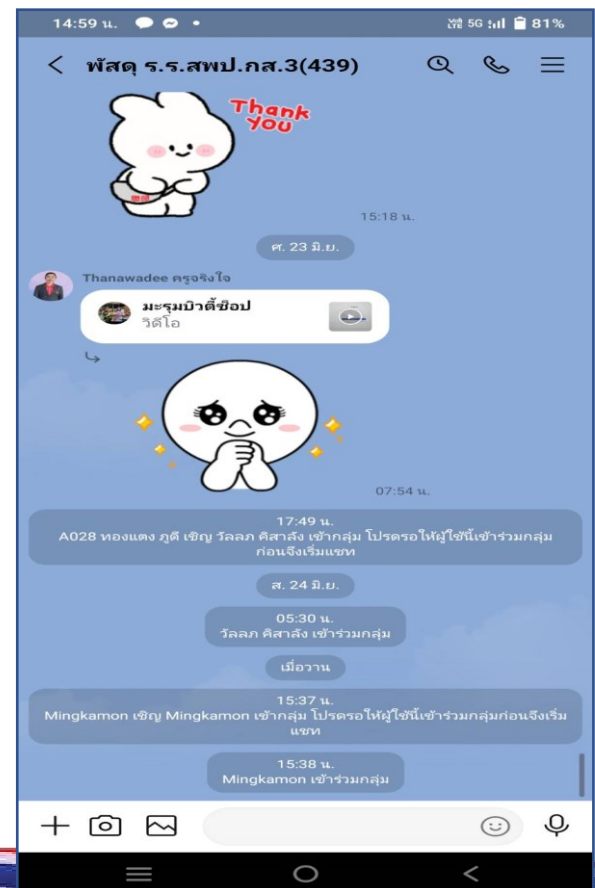 14:59 น.
5G 81%
พัสดุ ร.ร.สพป.กส.3(439)
Thank
you
15:18 น.
ศ. 23 มิ.ย.
Thanawadee ครูจริงใจ
มะรุมบิวตี้ช็อป
วิดีโอ
07:54 น.
17:49 น.
A028 ทองแตง ภูดี เชิญ วัลลภ คิสาลัง เข้ากลุ่ม โปรดรอให้ผู้ใช้นี้เข้าร่วมกลุ่ม
ก่อนจึงเริ่มแชท
ส. 24 มิ.ย.
05:30 น.
วัลลภ คิสาลัง เข้าร่วมกลุ่ม
เมื่อวาน
15:37 น.
Mingkamon เชิญ Mingkamon เข้ากลุ่ม โปรดรอให้ผู้ใช้นี้เข้าร่วมกลุ่มก่อนจึงเริ่ม
แชท
15:38 น.
Mingkamon เข้าร่วมกลุ่ม